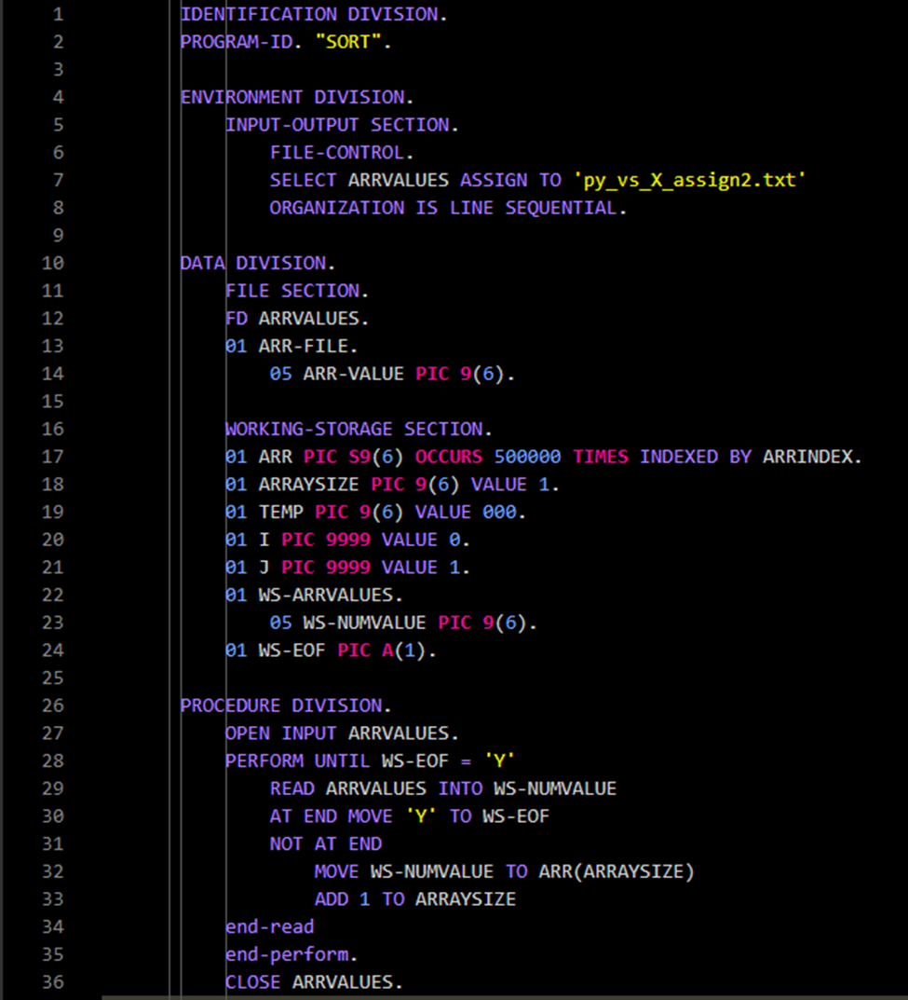 1 IDENTIFICATION DIVISION.
2 PROGRAM-ID. "SORT".
3
4 ENVIRONMENT DIVISION.
5 INPUT-OUTPUT SECTION.
6 FILE-CONTROL.
7 SELECT ARRVALUES ASSIGN TO 'py_vs_X_assign2.txt'
8 ORGANIZATION IS LINE SEQUENTIAL.
9
10 DATA DIVISION.
11 FILE SECTION.
12 FD ARRVALUES.
13 01 ARR-FILE.
14 05 ARR-VALUE PIC 9(6).
15
16 WORKING-STORAGE SECTION.
17 01 ARR PIC S9(6) OCCURS 500000 TIMES INDEXED BY ARRINDEX.
18 01 ARRAYSIZE PIC 9(6) VALUE 1.
19 01 TEMP PIC 9(6) VALUE 000.
20 01 I PIC 9999 VALUE 0.
21 01 J PIC 9999 VALUE 1.
22 01 WS-ARRVALUES.
23 05 WS-NUMVALUE PIC 9(6).
24 01 WS-EOF PIC A(1).
25
26 PROCEDURE DIVISION.
27 OPEN INPUT ARRVALUES.
28 PERFORM UNTIL WS-EOF = 'Y'
29 READ ARRVALUES INTO WS-NUMVALUE
30 AT END MOVE 'Y' TO WS-EOF
31 NOT AT END
32 MOVE WS-NUMVALUE TO ARR(ARRAYSIZE)
33 ADD 1 TO ARRAYSIZE
34 end-read
35 end-perform.
36 CLOSE ARRVALUES.